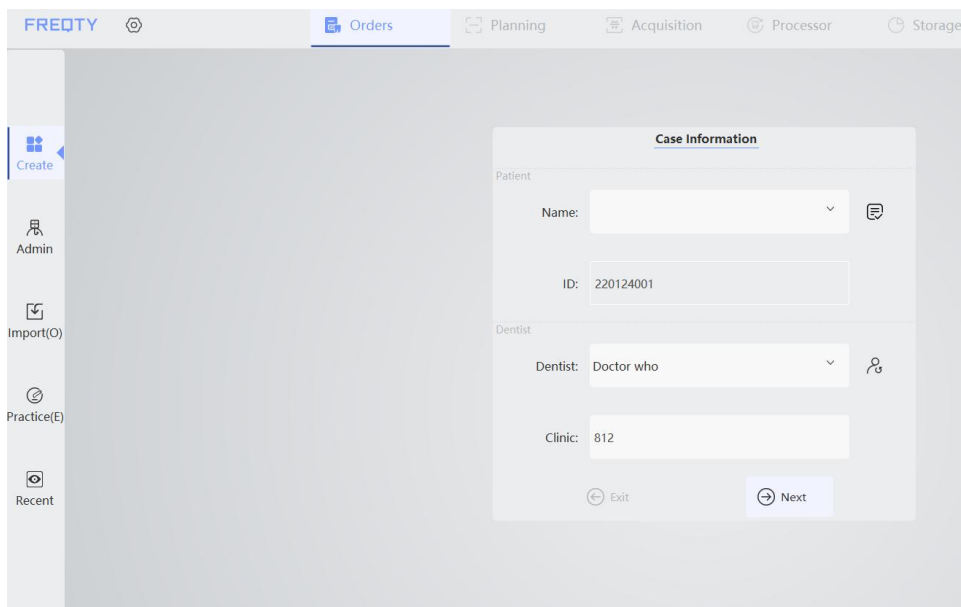 FREQTY
Orders
Planning
Acquisition
Processor
Storage
Create
Admin
Import(O)
Practice(E)
Recent
Case Information
Patient
Name:
ID: 220124001
Dentist
Dentist: Doctor who
Clinic: 812
Exit
Next